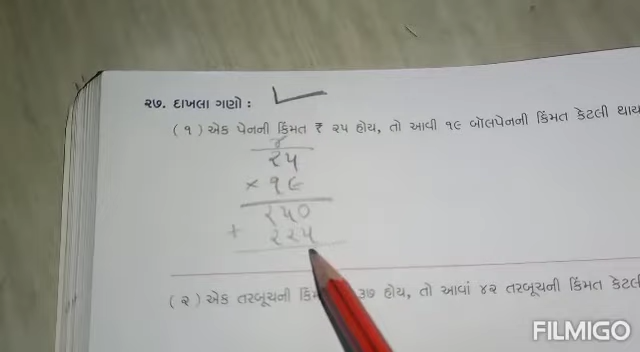 ૨૭. દાખલા ગણો :
(૧) એક પેનની કિંમત ₹ ૨૫ હોય, તો આવી ૧૯ બૉલપેનની કિંમત કેટલી થાય
૪
૨૫
× ૧૯
૨૫૦
+ ૨૨૫
(૨) એક તરબૂચની ૩૭ હોય, તો આવાં ૪૨ તરબૂચની કિંમત
FILMIGO